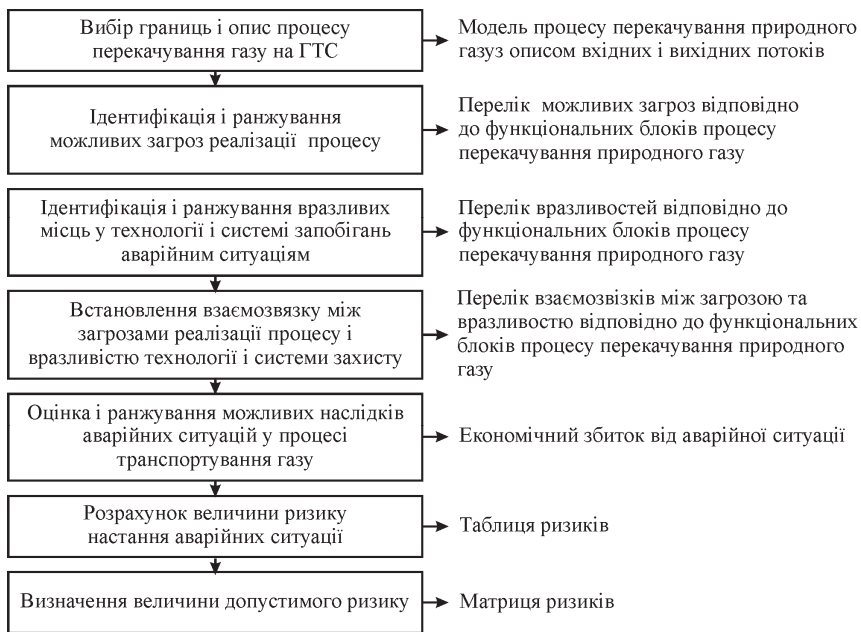 Вибір границь і опис процесу
перекачування газу на ГТС
Модель процесу перекачування природного
газуз описом вхідних і вихідних потоків
Ідентифікація і ранжування
можливих загроз реалізації процесу
Перелік можливих загроз відповідно
до функціональних блоків процесу
перекачування природного газу
Ідентифікація і ранжування вразливих
місць у технології і системі запобігань
аварійним ситуаціям
Перелік вразливостей відповідно до
функціональних блоків процесу
перекачування природного газу
Встановлення взаємозвязку між
загрозами реалізації процесу і
вразливістю технології і системи захисту
Перелік взаємозвізків між загрозою та
вразливостю відповідно до функціональних
блоків процесу перекачування природного
газу
Оцінка і ранжування можливих наслідків
аварійних ситуацій у процесі
транспортування газу
Економічний збиток від аварійної ситуації
Розрахунок величини ризику
настання аварійних ситуації
Таблиця ризиків
Визначення величини допустимого ризику
Матриця ризиків